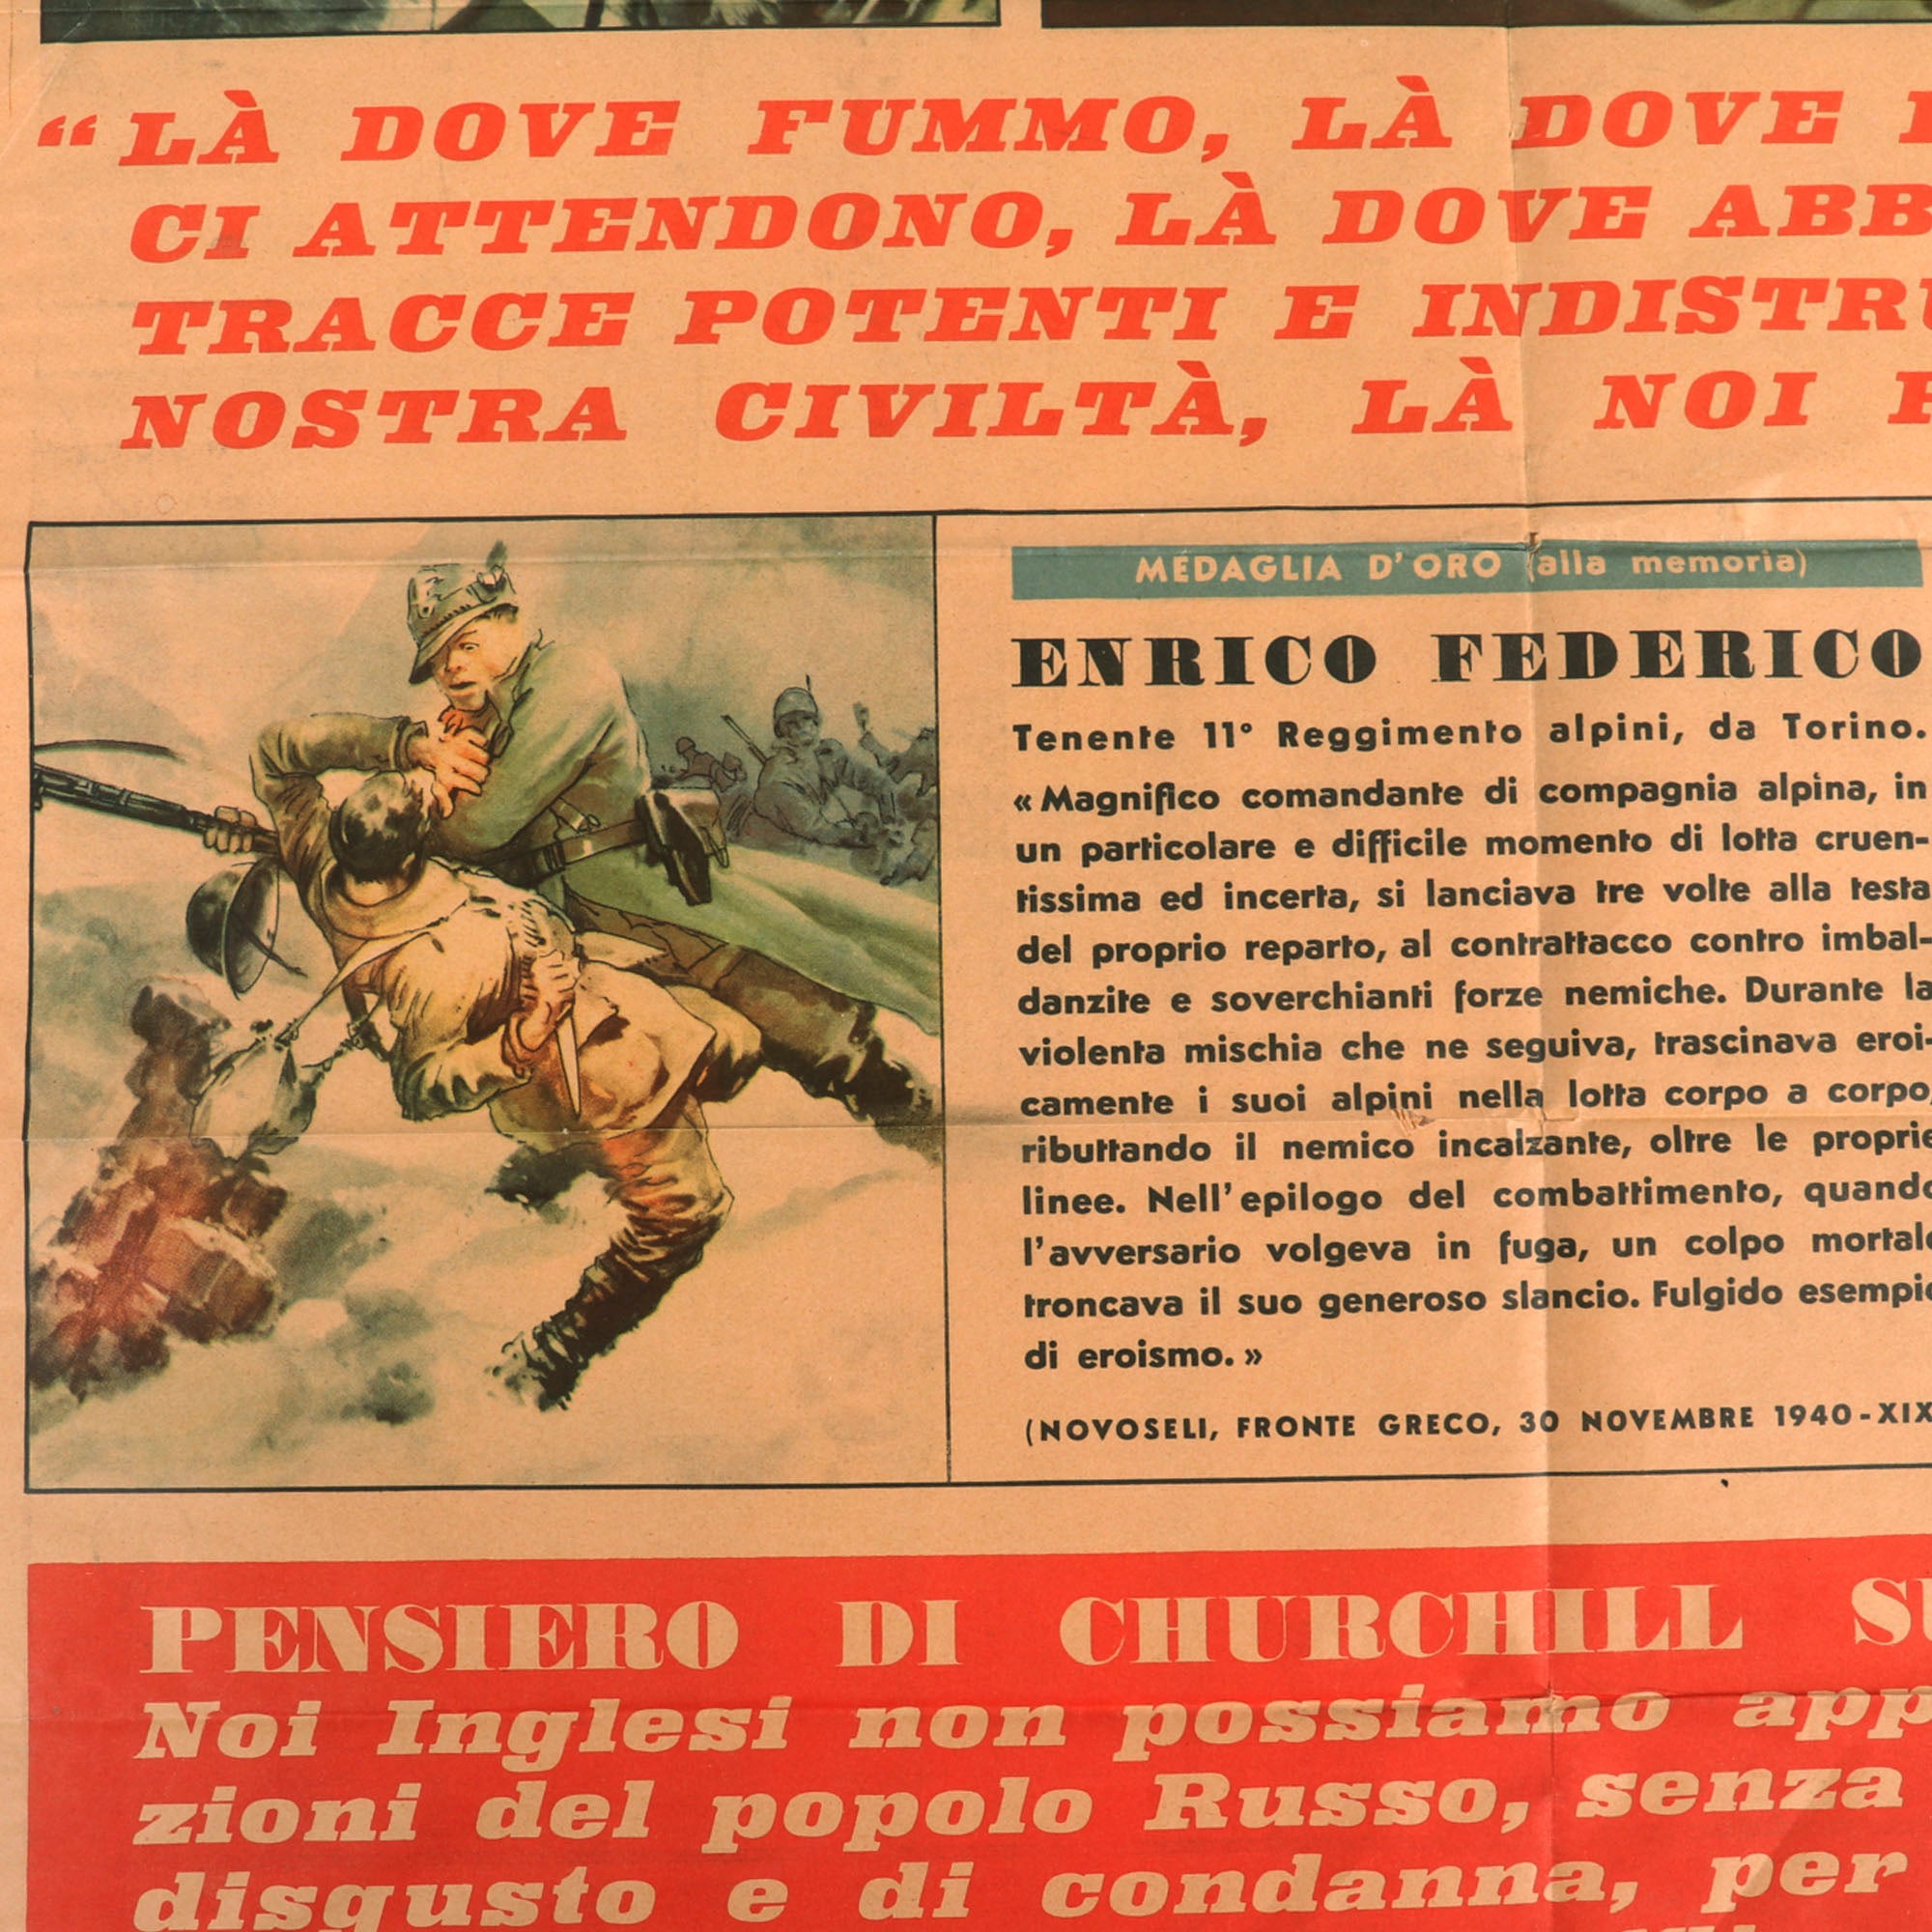 “LÀ DOVE FUMMO, LÀ DOVE
CI ATTENDONO, LÀ DOVE ABB
TRACCE POTENTI E INDISTR
NOSTRA CIVILTÀ, LÀ NOI
MEDAGLIA D'ORO (alla memoria)
ENRICO FEDERICO
Tenente 11° Reggimento alpini, da Torino.
« Magnifico comandante di compagnia alpina, in
un particolare e difficile momento di lotta cruen-
tissima ed incerta, si lanciava tre volte alla testa
del proprio reparto, al contrattacco contro imbal-
danzite e soverchianti forze nemiche. Durante la
violenta mischia che ne seguiva, trascinava eroi-
camente i suoi alpini nella lotta corpo a corpo,
ributtando il nemico incalzante, oltre le proprie
linee. Nell' epilogo del combattimento, quando
l'avversario volgeva in fuga, un colpo mortale
troncava il suo generoso slancio. Fulgido esempio
di eroismo. »
(NOVOSELI, FRONTE GRECO, 30 NOVEMBRE 1940-XIX
PENSIERO DI CHURCHILL SU
Noi Inglesi non possiamo app
zioni del popolo Russo, senza
disgusto e di condanna, per